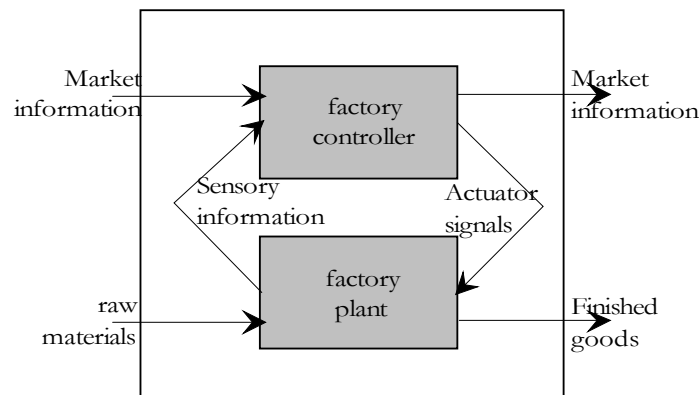 Market
information
factory
controller
Market
information
Sensory
information
Actuator
signals
raw
materials
factory
plant
Finished
goods